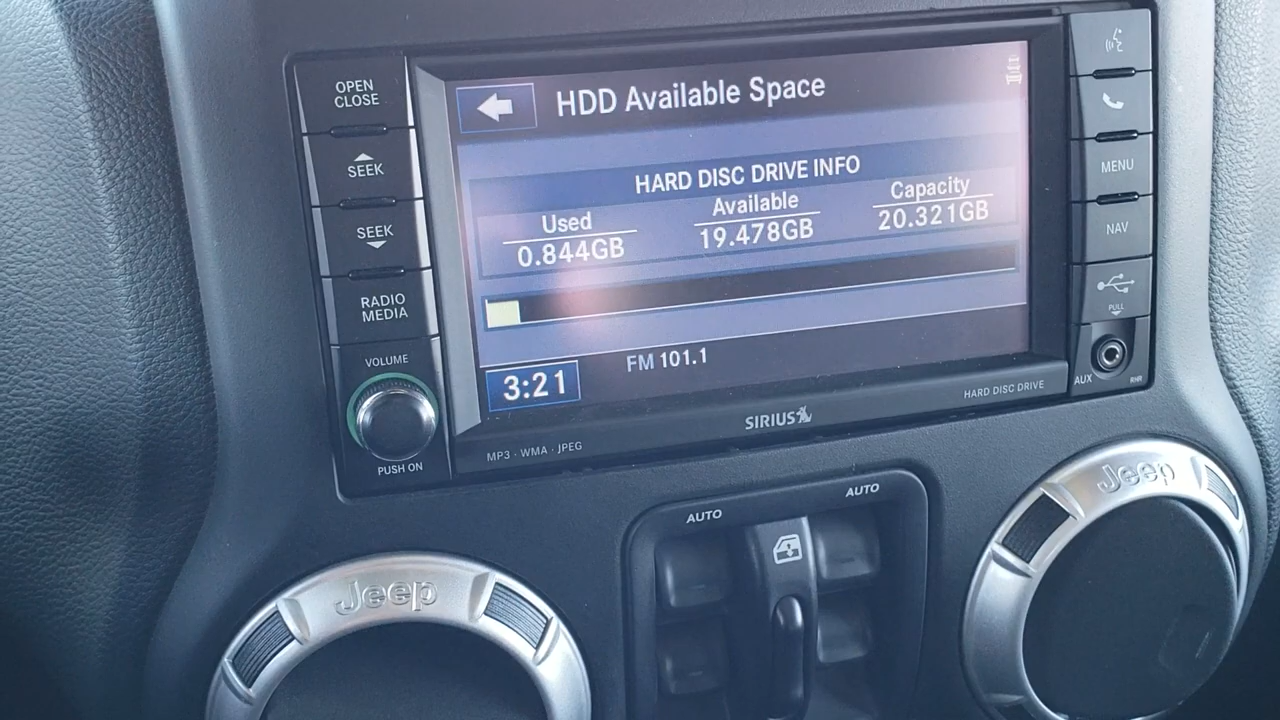 OPEN
CLOSE
SEEK
SEEK
RADIO
MEDIA
VOLUME
PUSH ON
HDD Available Space
HARD DISC DRIVE INFO
Used
Available
Capacity
0.844GB
19.478GB
20.321GB
3:21
FM 101.1
MP3 · WMA · JPEG
SIRIUS
HARD DISC DRIVE
MENU
NAV
PULL
AUX
RHR
AUTO
AUTO
Jeep
Jeep